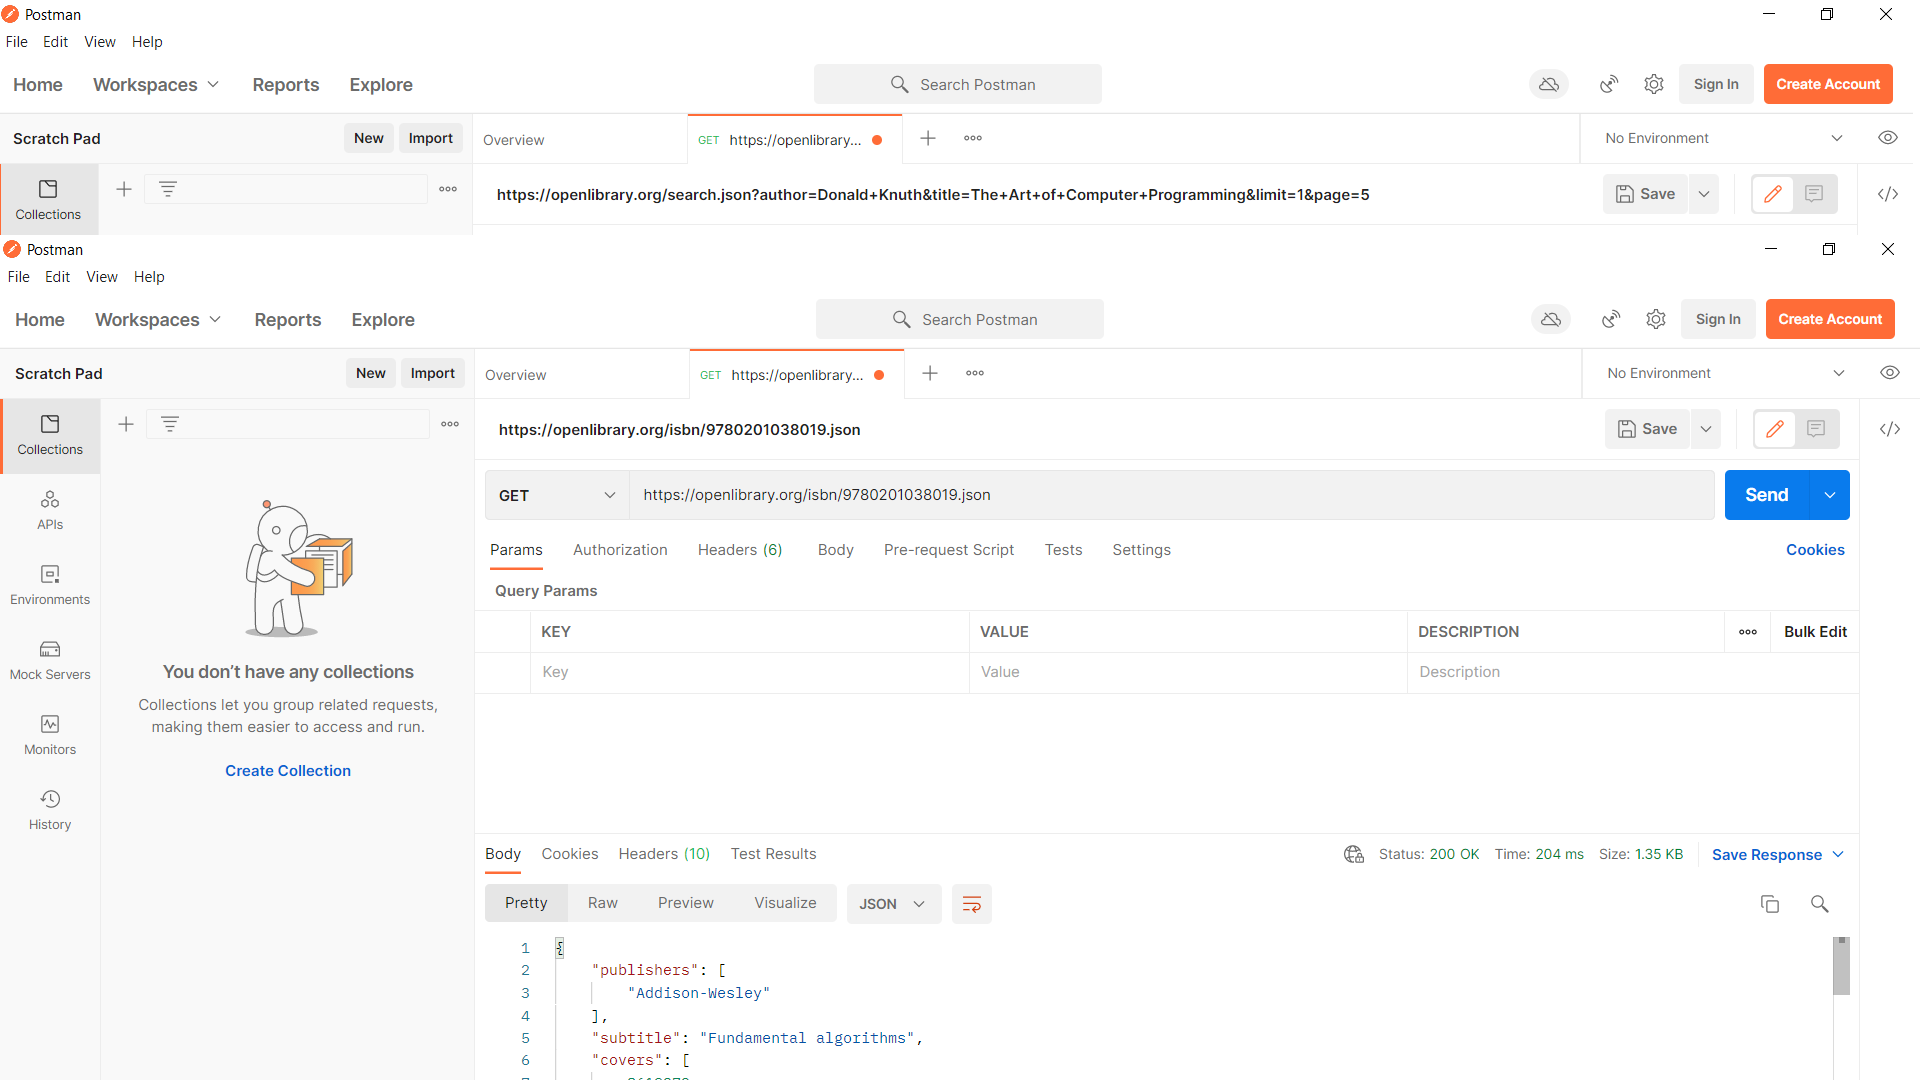 Postman
File Edit View Help
Home Workspaces Reports Explore Search Postman Sign In Create Account
Scratch Pad New Import Overview GET https://openlibrary... No Environment
Collections
https://openlibrary.org/search.json?author=Donald+Knuth&title=The+Art+of+Computer+Programming&limit=1&page=5 Save
Postman
File Edit View Help
Home Workspaces Reports Explore Search Postman Sign In Create Account
Scratch Pad New Import Overview GET https://openlibrary... No Environment
Collections
APIs
Environments
Mock Servers
Monitors
History
You don’t have any collections
Collections let you group related requests,
making them easier to access and run.
Create Collection
https://openlibrary.org/isbn/9780201038019.json Save
GET https://openlibrary.org/isbn/9780201038019.json Send
Params Authorization Headers (6) Body Pre-request Script Tests Settings Cookies
Query Params
KEY VALUE DESCRIPTION Bulk Edit
Key Value Description
Body Cookies Headers (10) Test Results Status: 200 OK Time: 204 ms Size: 1.35 KB Save Response
Pretty Raw Preview Visualize JSON
1 {
2 "publishers": [
3 "Addison-Wesley"
4 ],
5 "subtitle": "Fundamental algorithms",
6 "covers": [